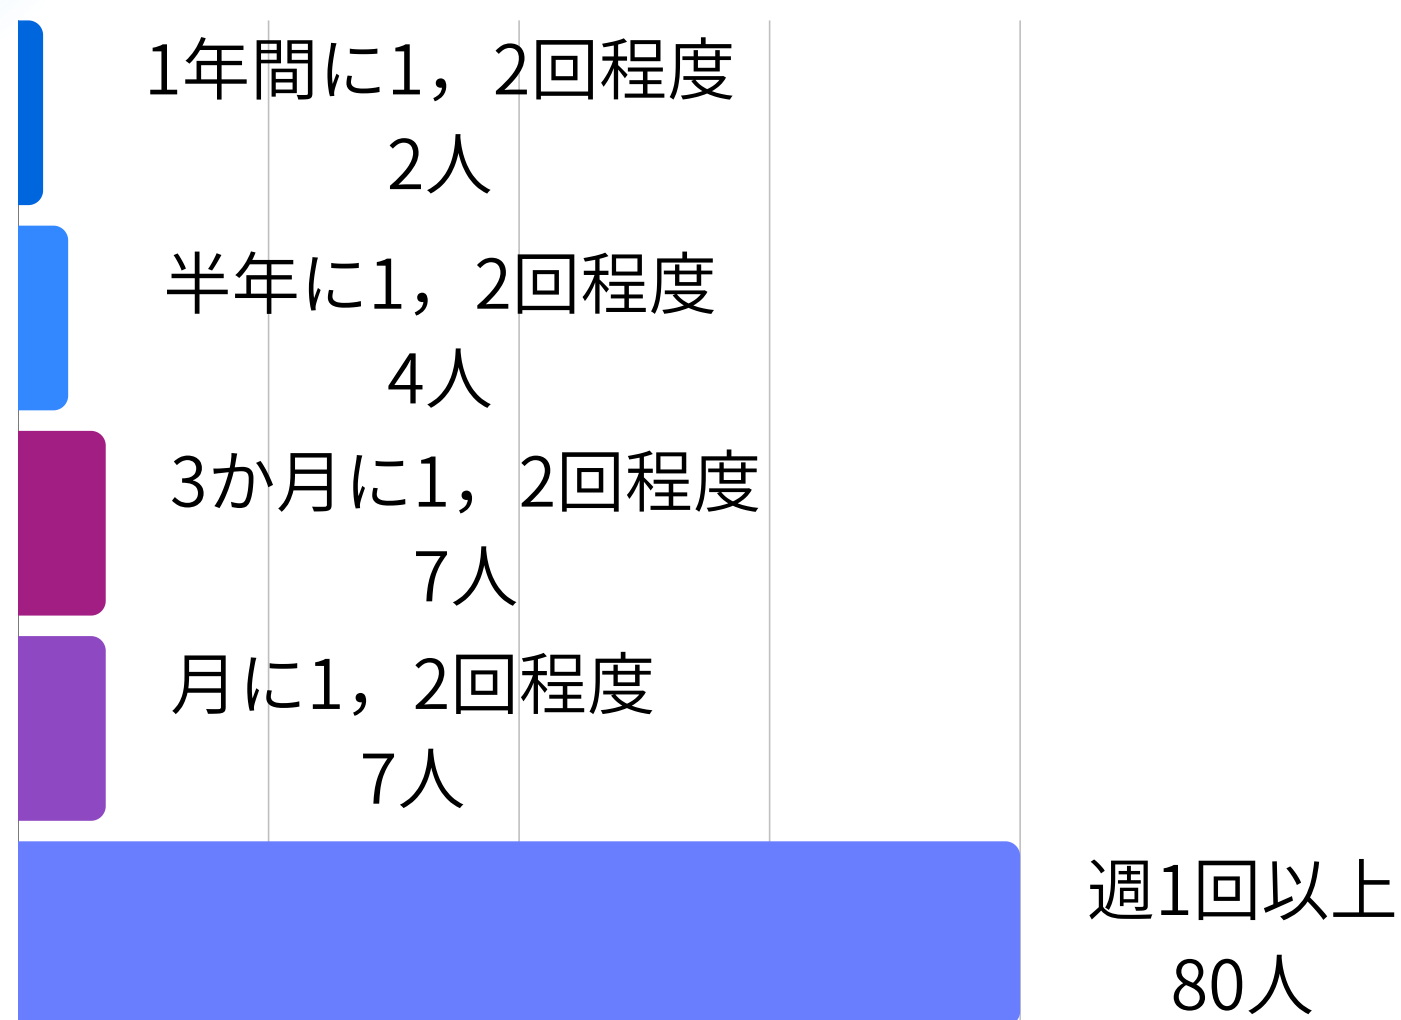 1年間に1，2回程度
2人
半年に1，2回程度
4人
3か月に1，2回程度
7人
月に1，2回程度
7人
週1回以上
80人